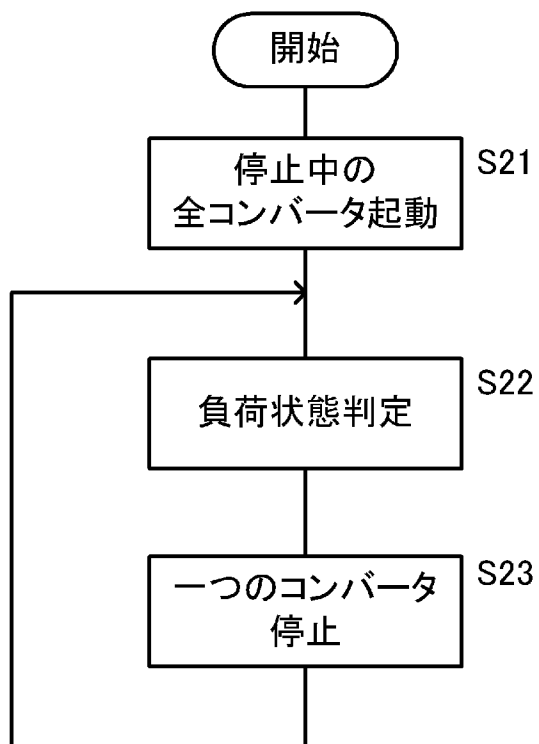 開始
停止中の
全コンバータ起動
S21
負荷状態判定
S22
一つのコンバータ
停止
S23